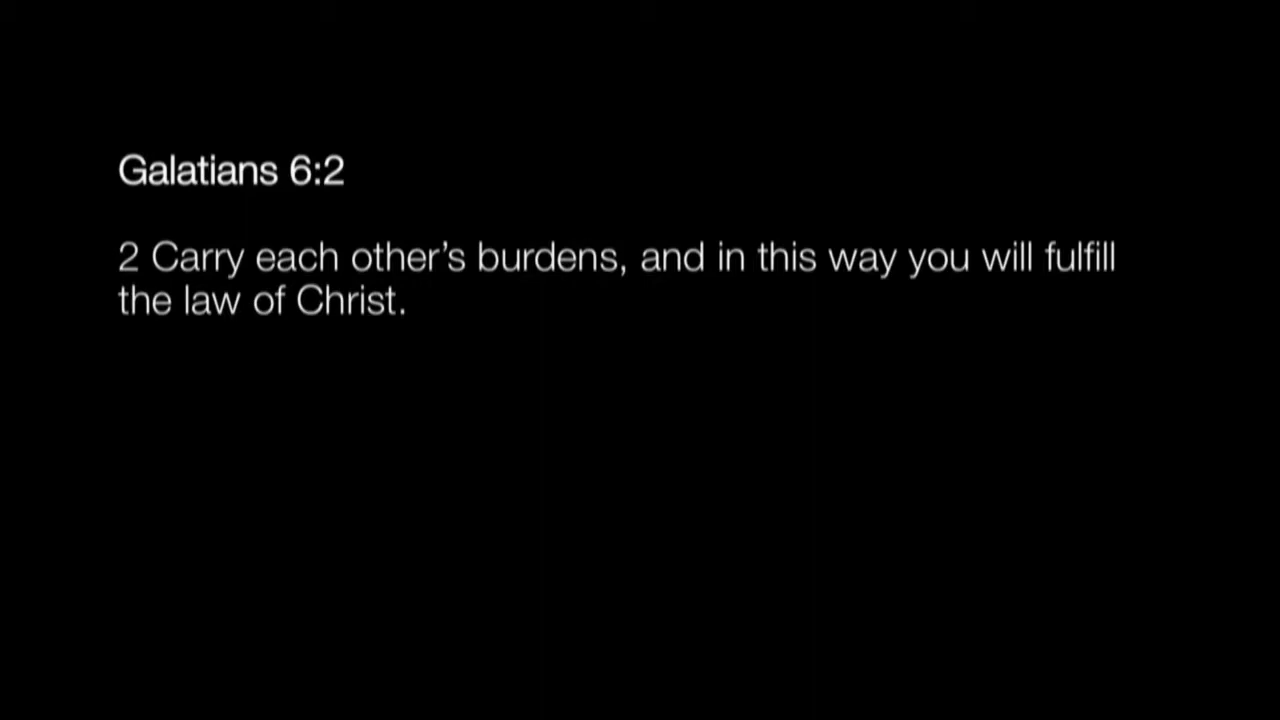 Galatians 6:2
2 Carry each other’s burdens, and in this way you will fulfill
the law of Christ.